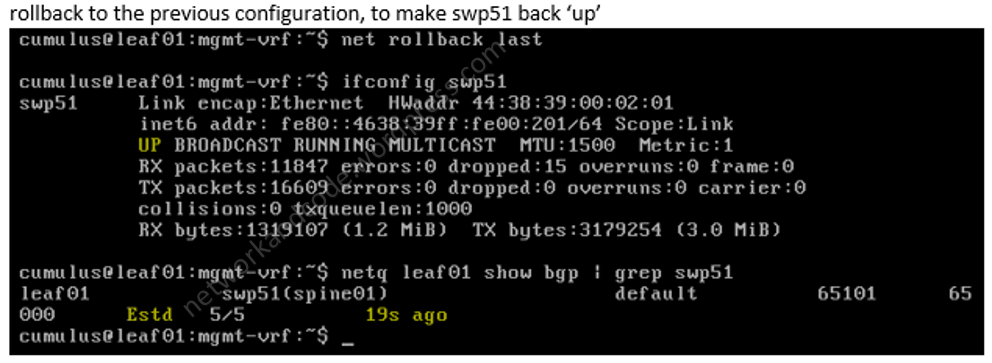 rollback to the previous configuration, to make swp51 back ‘up’
cumulus@leaf01:mgmt-vrf:~$ net rollback last
cumulus@leaf01:mgmt-vrf:~$ ifconfig swp51
swp51     Link encap:Ethernet  HWaddr 44:38:39:00:02:01
          inet6 addr: fe80::4638:39ff:fe00:201/64 Scope:Link
          UP BROADCAST RUNNING MULTICAST  MTU:1500  Metric:1
          RX packets:11847 errors:0 dropped:15 overruns:0 frame:0
          TX packets:16609 errors:0 dropped:0 overruns:0 carrier:0
          collisions:0 txqueuelen:1000
          RX bytes:1319107 (1.2 MiB)  TX bytes:3179254 (3.0 MiB)
cumulus@leaf01:mgmt-vrf:~$ netq leaf01 show bgp | grep swp51
leaf01            swp51(spine01)                    default           65101       65
000        Estd   5/5            19s ago
cumulus@leaf01:mgmt-vrf:~$ _
networkandcode.wordpress.com